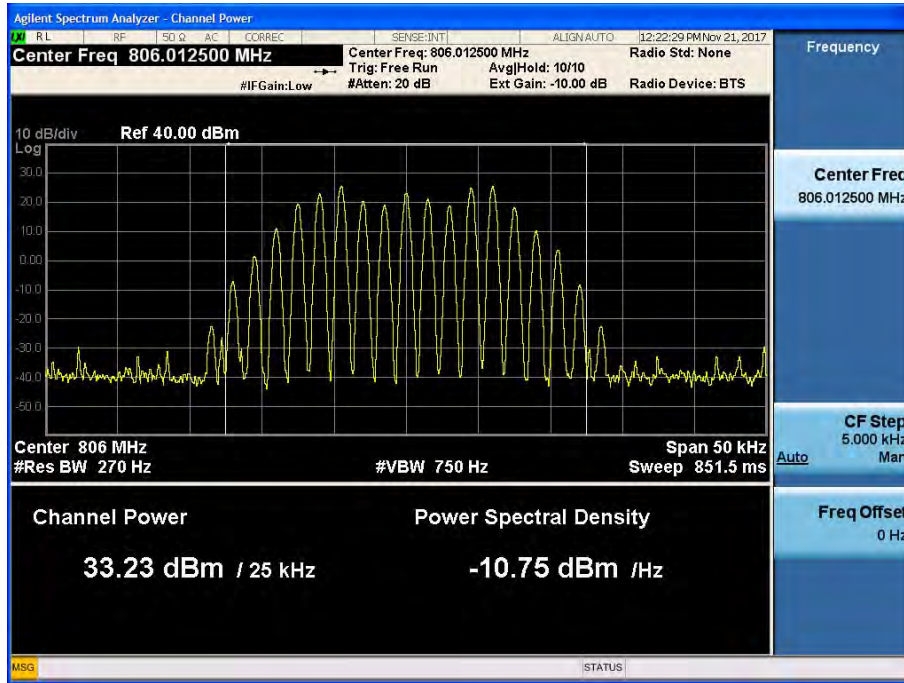 Agilent Spectrum Analyzer - Channel Power
LXI RL RF 50 Ω AC CORREC SENSE:INT ALIGN AUTO 12:22:29 PM Nov 21, 2017
Center Freq 806.012500 MHz
Center Freq: 806.012500 MHz Radio Std: None
Trig: Free Run Avg|Hold: 10/10
#IFGain:Low #Atten: 20 dB Ext Gain: -10.00 dB Radio Device: BTS
10 dB/div Ref 40.00 dBm
Log
30.0
20.0
10.0
0.00
-10.0
-20.0
-30.0
-40.0
-50.0
Center 806 MHz Span 50 kHz
#Res BW 270 Hz #VBW 750 Hz Sweep 851.5 ms
Channel Power Power Spectral Density
33.23 dBm / 25 kHz -10.75 dBm /Hz
MSG STATUS
Frequency
Center Freq
806.012500 MHz
CF Step
5.000 kHz
Auto Man
Freq Offset
0 Hz